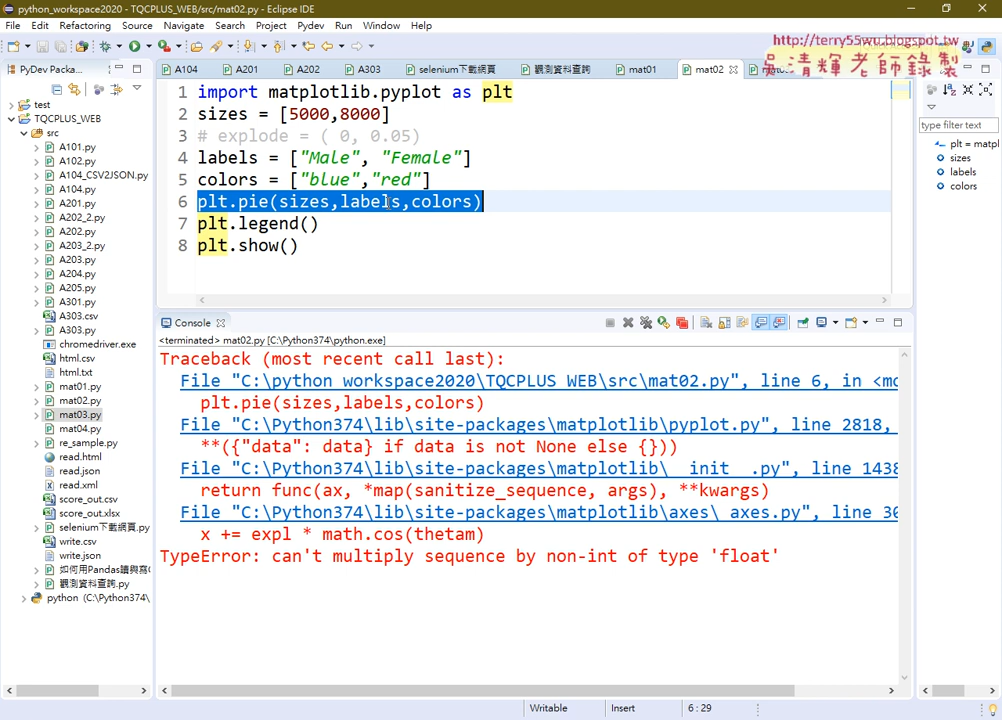 python_workspace2020 - TQCPLUS_WEB/src/mat02.py - Eclipse IDE
File Edit Refactoring Source Navigate Search Project Pydev Run Window Help
http://terry55wu.blogspot.tw
吳清輝老師錄製
PyDev Packa...
A104 A201 A202 A303 selenium下載網頁 觀測資料查詢 mat01 mat02
test
TQCPLUS_WEB
src
A101.py
A102.py
A104_CSV2JSON.py
A104.py
A201.py
A202_2.py
A202.py
A203_2.py
A203.py
A204.py
A205.py
A301.py
A303.csv
A303.py
chromedriver.exe
html.csv
html.txt
mat01.py
mat02.py
mat03.py
mat04.py
re_sample.py
read.html
read.json
read.xml
score_out.csv
score_out.xlsx
selenium下載網頁.py
write.csv
write.json
如何用Pandas讀與寫
觀測資料查詢.py
python (C:\Python374\
1 import matplotlib.pyplot as plt
2 sizes = [5000,8000]
3 # explode = ( 0, 0.05)
4 labels = ["Male", "Female"]
5 colors = ["blue","red"]
6 plt.pie(sizes,labels,colors)
7 plt.legend()
8 plt.show()
type filter text
plt = matpl
sizes
labels
colors
Console
<terminated> mat02.py [C:\Python374\python.exe]
Traceback (most recent call last):
File "C:\python_workspace2020\TQCPLUS_WEB\src\mat02.py", line 6, in <mo
plt.pie(sizes,labels,colors)
File "C:\Python374\lib\site-packages\matplotlib\pyplot.py", line 2818,
**({"data": data} if data is not None else {}))
File "C:\Python374\lib\site-packages\matplotlib\__init__.py", line 1438
return func(ax, *map(sanitize_sequence, args), **kwargs)
File "C:\Python374\lib\site-packages\matplotlib\axes\_axes.py", line 30
x += expl * math.cos(thetam)
TypeError: can't multiply sequence by non-int of type 'float'
Writable Insert 6 : 29